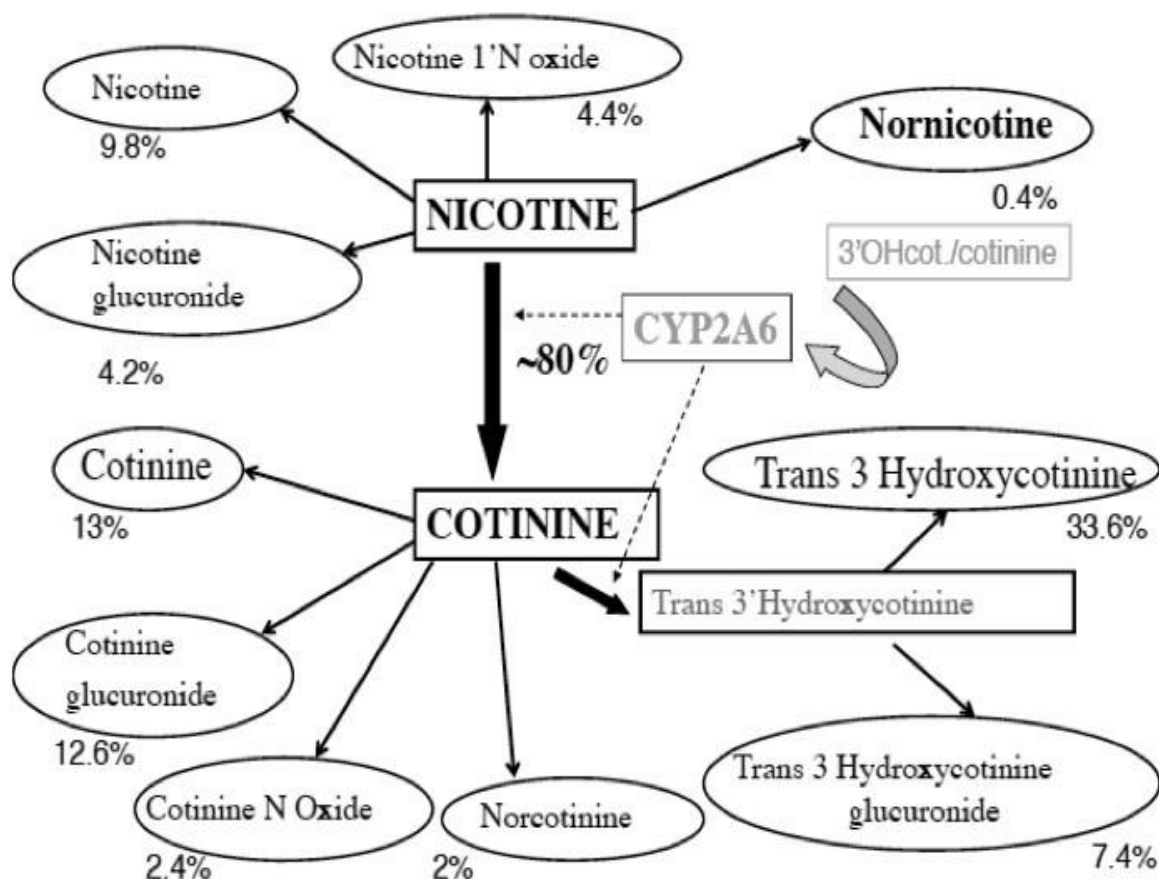 Nicotine 1'N oxide
4.4%
Nicotine
9.8%
Nornicotine
0.4%
NICOTINE
3'OHcot./cotinine
Nicotine
glucuronide
4.2%
CYP2A6
~80%
Cotinine
13%
COTININE
Trans 3 Hydroxycotinine
33.6%
Trans 3'Hydroxycotinine
Cotinine
glucuronide
12.6%
Cotinine N Oxide
2.4%
Norcotinine
2%
Trans 3 Hydroxycotinine
glucuronide
7.4%